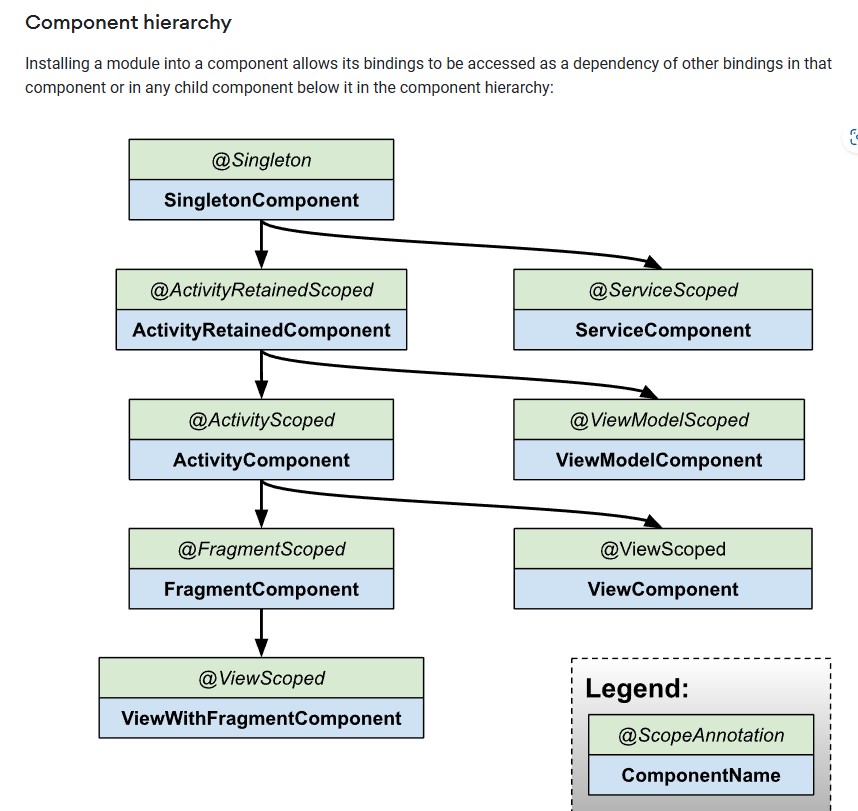 Component hierarchy
Installing a module into a component allows its bindings to be accessed as a dependency of other bindings in that
component or in any child component below it in the component hierarchy:
@Singleton
SingletonComponent
@ActivityRetainedScoped
ActivityRetainedComponent
@ServiceScoped
ServiceComponent
@ActivityScoped
ActivityComponent
@ViewModelScoped
ViewModelComponent
@FragmentScoped
FragmentComponent
@ViewScoped
ViewComponent
@ViewScoped
ViewWithFragmentComponent
Legend:
@ScopeAnnotation
ComponentName